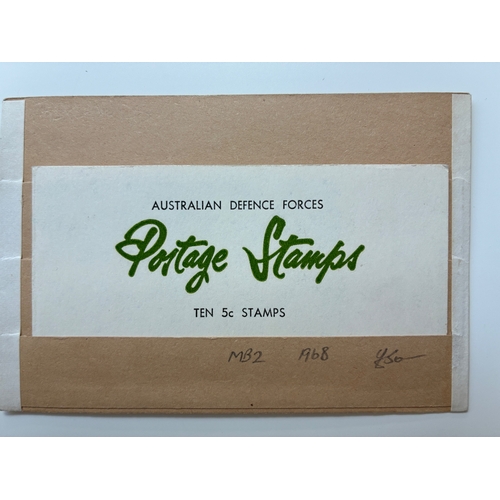 AUSTRALIAN DEFENCE FORCES
Postage Stamps
TEN 5c STAMPS
MB2 1968